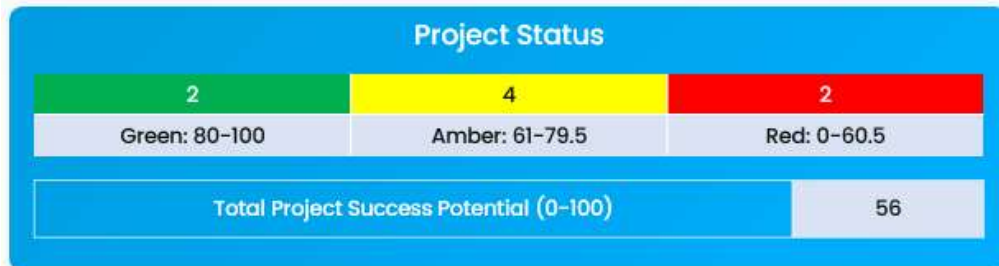 Project Status
2 4 2
Green: 80-100 Amber: 61-79.5 Red: 0-60.5
Total Project Success Potential (0-100) 56